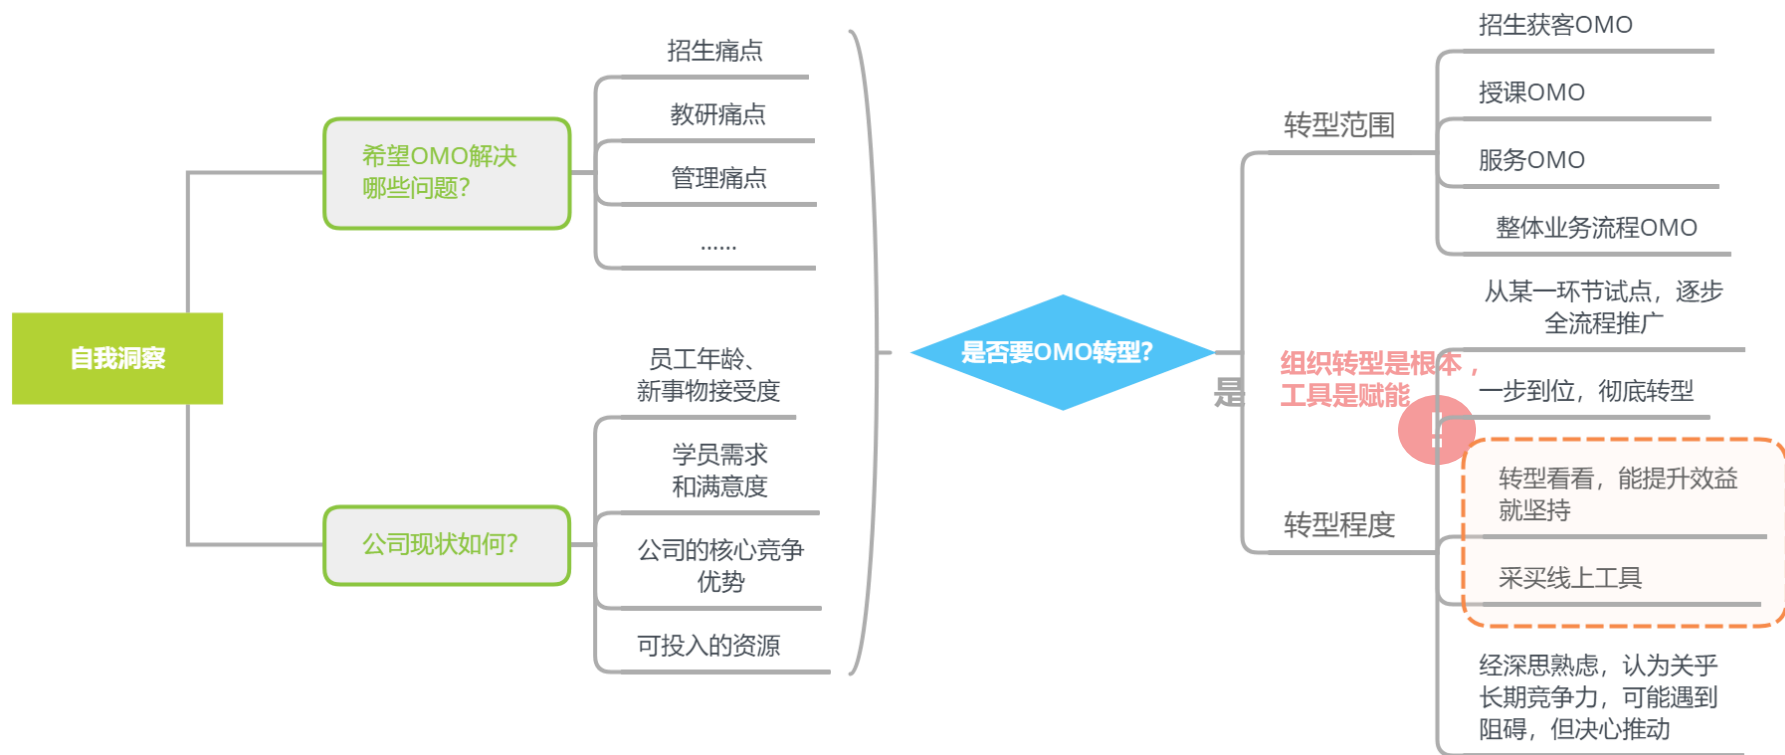 自我洞察
希望OMO解决
哪些问题？
招生痛点
教研痛点
管理痛点
……
公司现状如何？
员工年龄、
新事物接受度
学员需求
和满意度
公司的核心竞争
优势
可投入的资源
是否要OMO转型？
是
转型范围
招生获客OMO
授课OMO
服务OMO
整体业务流程OMO
组织转型是根本，
工具是赋能
转型程度
从某一环节试点，逐步
全流程推广
一步到位，彻底转型
转型看看，能提升效益
就坚持
采买线上工具
经深思熟虑，认为关乎
长期竞争力，可能遇到
阻碍，但决心推动